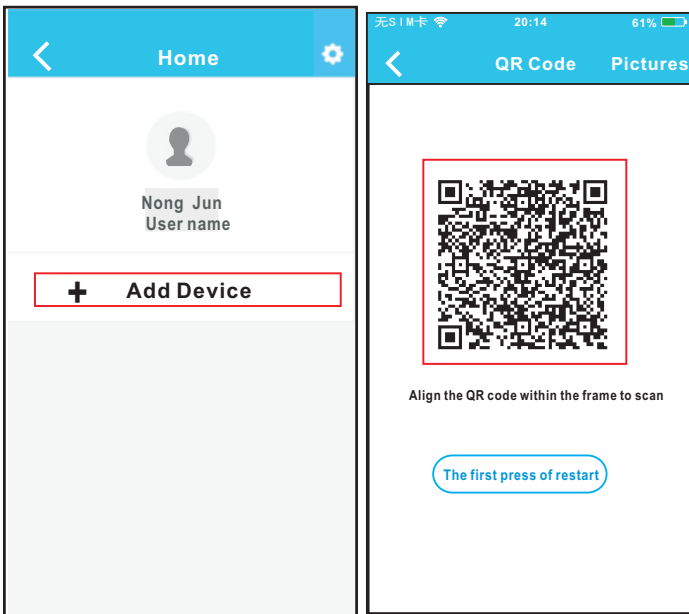 Home
Nong Jun
User name
+ Add Device
无SIM卡 20:14 61%
QR Code Pictures
Align the QR code within the frame to scan
The first press of restart